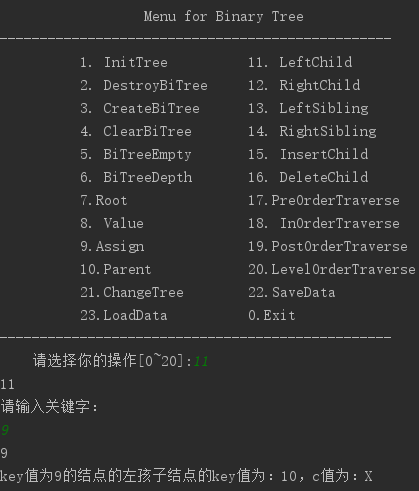 Menu for Binary Tree
-------------------------------------------------
1. InitTree 11. LeftChild
2. DestroyBiTree 12. RightChild
3. CreateBiTree 13. LeftSibling
4. ClearBiTree 14. RightSibling
5. BiTreeEmpty 15. InsertChild
6. BiTreeDepth 16. DeleteChild
7.Root 17.PreOrderTraverse
8. Value 18. InOrderTraverse
9.Assign 19.PostOrderTraverse
10.Parent 20.LevelOrderTraverse
21.ChangeTree 22.SaveData
23.LoadData 0.Exit
-------------------------------------------------
请选择你的操作[0~20]:11
11
请输入关键字:
9
9
key值为9的结点的左孩子结点的key值为：10，c值为：X